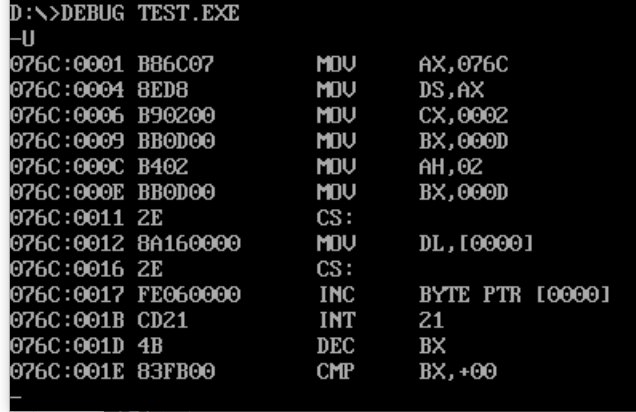 D:\>DEBUG TEST.EXE
-U
076C:0001 B86C07 MOV AX,076C
076C:0004 8ED8 MOV DS,AX
076C:0006 B90200 MOV CX,0002
076C:0009 BB0D00 MOV BX,000D
076C:000C B402 MOV AH,02
076C:000E BB0D00 MOV BX,000D
076C:0011 2E CS:
076C:0012 8A160000 MOV DL,[0000]
076C:0016 2E CS:
076C:0017 FE060000 INC BYTE PTR [0000]
076C:001B CD21 INT 21
076C:001D 4B DEC BX
076C:001E 83FB00 CMP BX,+00
-